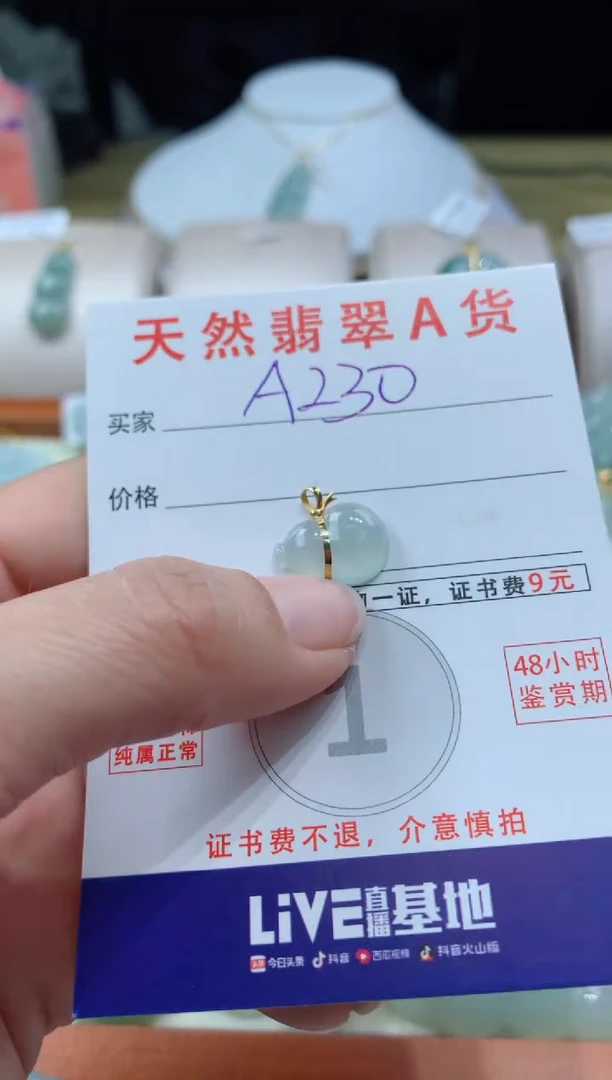 天然翡翠A货
买家 A230
价格
一证，证书费9元
48小时
鉴赏期
1
纯属正常
证书费不退，介意慎拍
LiVE直播基地
头条 今日头条 抖音 西瓜视频 抖音火山版